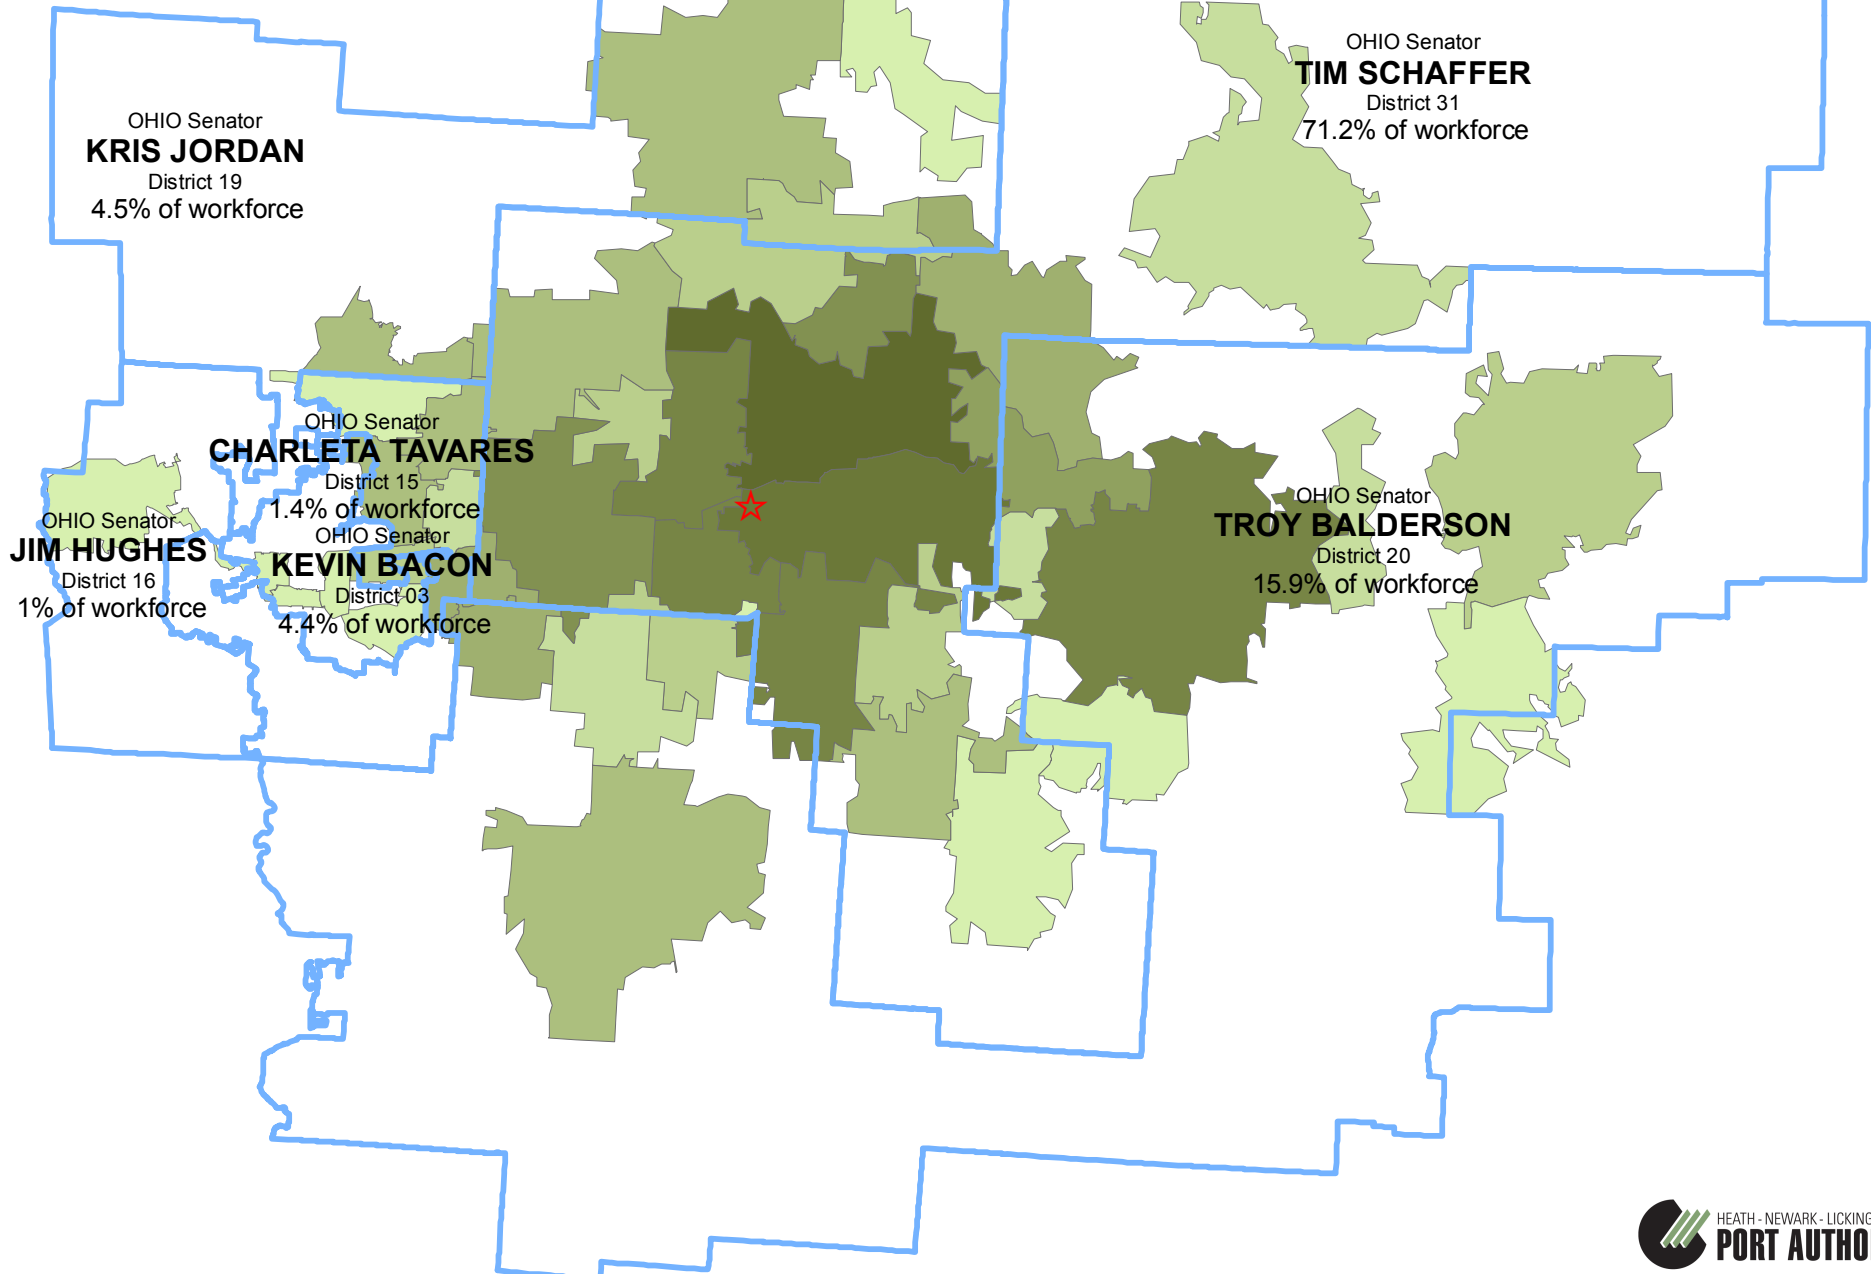 OHIO Senator
TIM SCHAFFER
District 31
71.2% of workforce
OHIO Senator
KRIS JORDAN
District 19
4.5% of workforce
OHIO Senator
CHARLETA TAVARES
District 15
1.4% of workforce
OHIO Senator
JIM HUGHES
District 16
1% of workforce
OHIO Senator
KEVIN BACON
District 03
4.4% of workforce
OHIO Senator
TROY BALDERSON
District 20
15.9% of workforce
HEATH - NEWARK - LICKING
PORT AUTHO